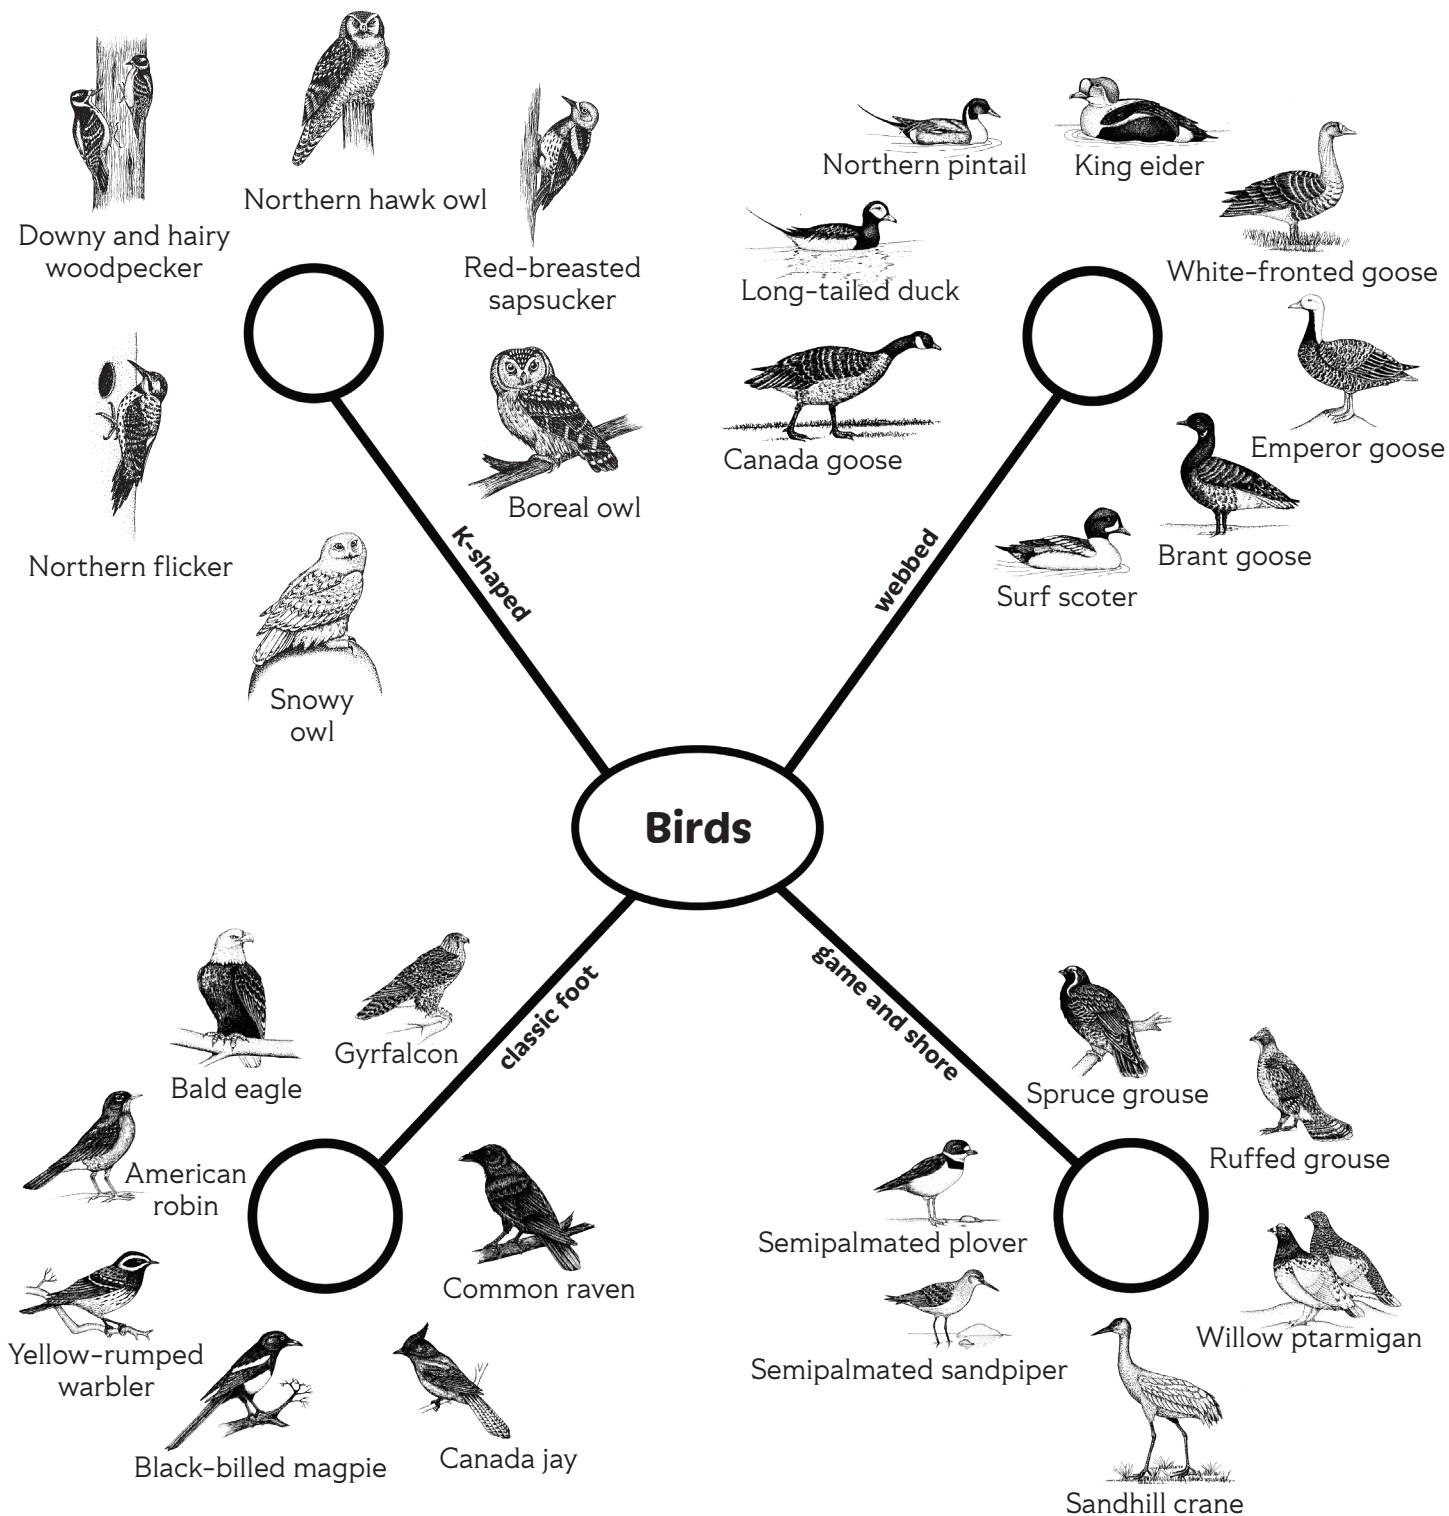 Downy and hairy
woodpecker
Northern hawk owl
Red-breasted
sapsucker
Northern flicker
Boreal owl
Snowy
owl
K-shaped
Northern pintail
King eider
Long-tailed duck
White-fronted goose
Canada goose
Emperor goose
Brant goose
Surf scoter
webbed
Birds
Bald eagle
Gyrfalcon
classic foot
American
robin
Common raven
Yellow-rumped
warbler
Black-billed magpie
Canada jay
game and shore
Spruce grouse
Ruffed grouse
Semipalmated plover
Willow ptarmigan
Semipalmated sandpiper
Sandhill crane